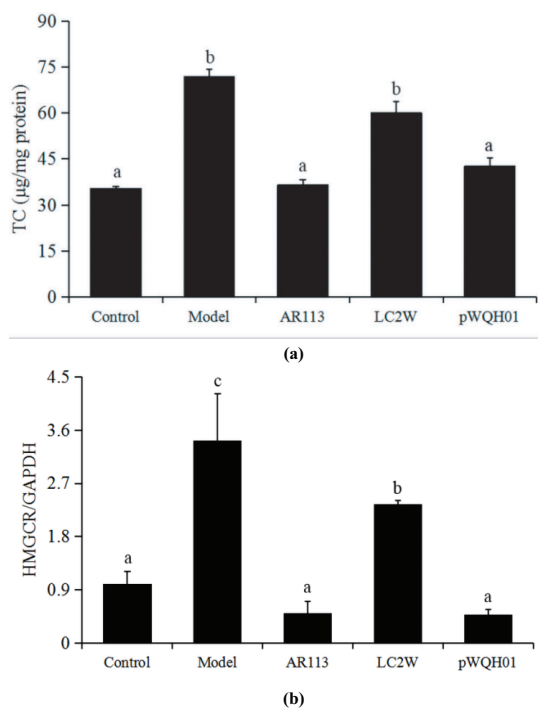 TC (μg/mg protein)
90
75
60
45
30
15
0
a
b
a
b
a
Control Model AR113 LC2W pWQH01
(a)
HMGCR/GAPDH
4.5
3.6
2.7
1.8
0.9
0
a
c
a
b
a
Control Model AR113 LC2W pWQH01
(b)